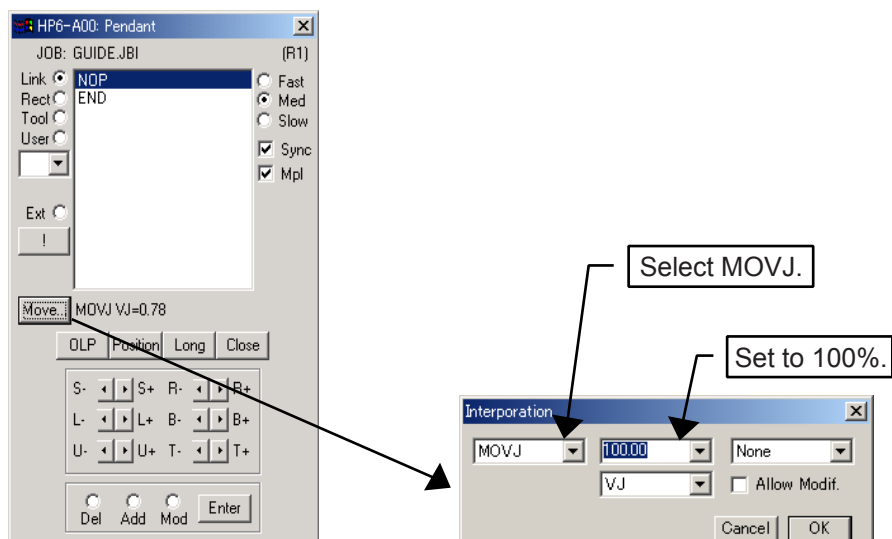 HP6-A00: Pendant
JOB: GUIDE.JBI (R1)
Link NOP Fast
Rect END Med
Tool Slow
User Sync
Mpl
Ext
!
Move... MOVJ VJ=0.78
OLP Position Long Close
S- S+ R- R+
L- L+ B- B+
U- U+ T- T+
Del Add Mod Enter
Select MOVJ.
Set to 100%.
Interporation
MOVJ 100.00 None
VJ Allow Modif.
Cancel OK